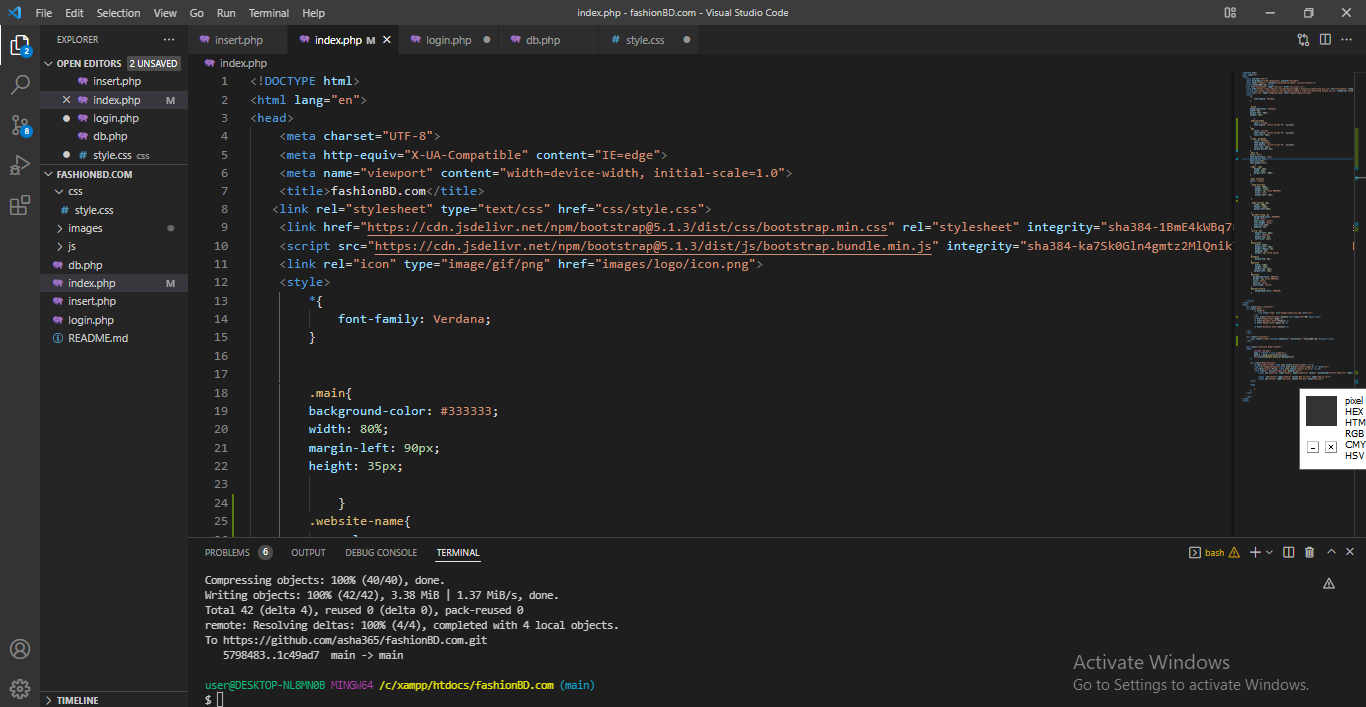 File Edit Selection View Go Run Terminal Help
index.php - fashionBD.com - Visual Studio Code
EXPLORER
OPEN EDITORS 2 UNSAVED
insert.php
index.php M
login.php
db.php
style.css css
FASHIONBD.COM
css
style.css
images
js
db.php
index.php M
insert.php
login.php
README.md
TIMELINE
2
8
insert.php index.php M login.php db.php style.css
index.php
1 <!DOCTYPE html>
2 <html lang="en">
3 <head>
4 <meta charset="UTF-8">
5 <meta http-equiv="X-UA-Compatible" content="IE=edge">
6 <meta name="viewport" content="width=device-width, initial-scale=1.0">
7 <title>fashionBD.com</title>
8 <link rel="stylesheet" type="text/css" href="css/style.css">
9 <link href="https://cdn.jsdelivr.net/npm/bootstrap@5.1.3/dist/css/bootstrap.min.css" rel="stylesheet" integrity="sha384-1BmE4kWBq7
10 <script src="https://cdn.jsdelivr.net/npm/bootstrap@5.1.3/dist/js/bootstrap.bundle.min.js" integrity="sha384-ka7Sk0Gln4gmtz2MlQnik
11 <link rel="icon" type="image/gif/png" href="images/logo/icon.png">
12 <style>
13 *{
14 font-family: Verdana;
15 }
16
17
18 .main{
19 background-color: #333333;
20 width: 80%;
21 margin-left: 90px;
22 height: 35px;
23
24 }
25 .website-name{
pixel
HEX
HTM
RGB
CMY
HSV
PROBLEMS 6 OUTPUT DEBUG CONSOLE TERMINAL
bash
Compressing objects: 100% (40/40), done.
Writing objects: 100% (42/42), 3.38 MiB | 1.37 MiB/s, done.
Total 42 (delta 4), reused 0 (delta 0), pack-reused 0
remote: Resolving deltas: 100% (4/4), completed with 4 local objects.
To https://github.com/asha365/fashionBD.com.git
5798483..1c49ad7 main -> main
user@DESKTOP-NL8MN0B MINGW64 /c/xampp/htdocs/fashionBD.com (main)
$
Activate Windows
Go to Settings to activate Windows.